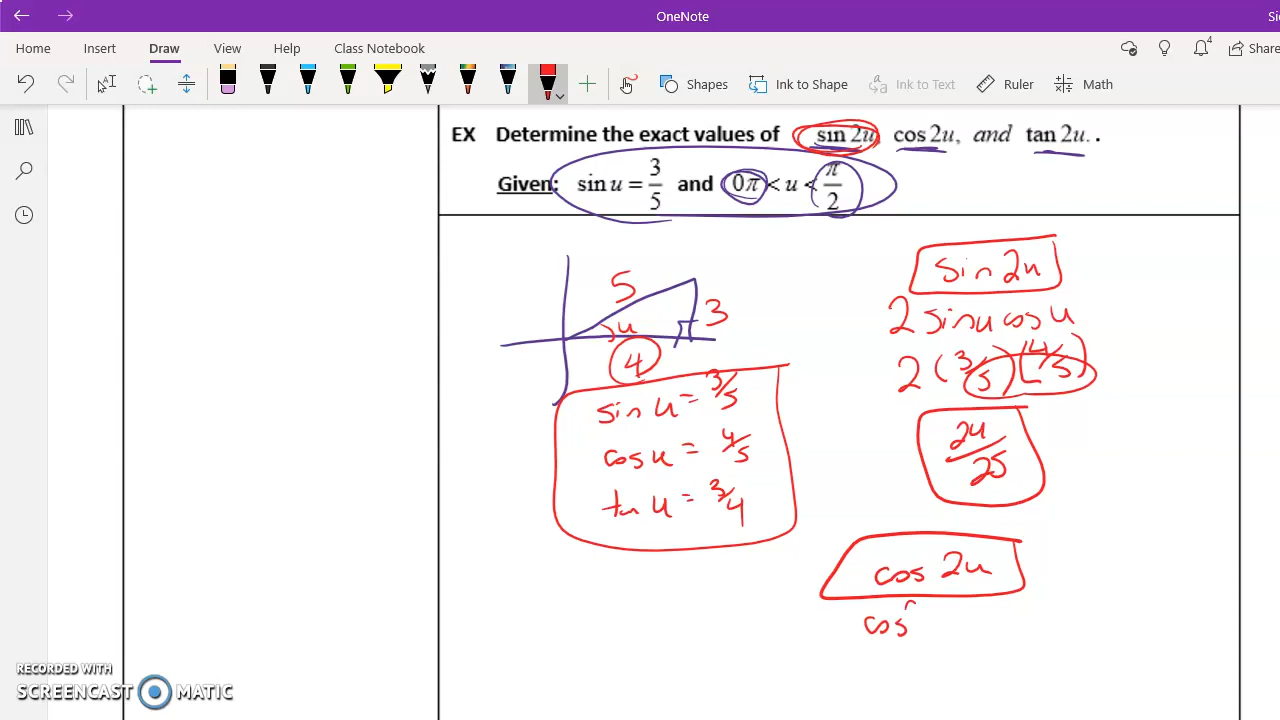 OneNote
Si
Home Insert Draw View Help Class Notebook
4
Share
Shapes Ink to Shape Ink to Text Ruler Math
EX Determine the exact values of sin 2u cos 2u, and tan 2u. .
Given: sin u = 3/5 and 0π < u < π/2
5
3
u
4
sin u = 3/5
cos u = 4/5
tan u = 3/4
sin 2u
2 sin u cos u
2 (3/5) (4/5)
24/25
cos 2u
cos
RECORDED WITH
SCREENCAST MATIC